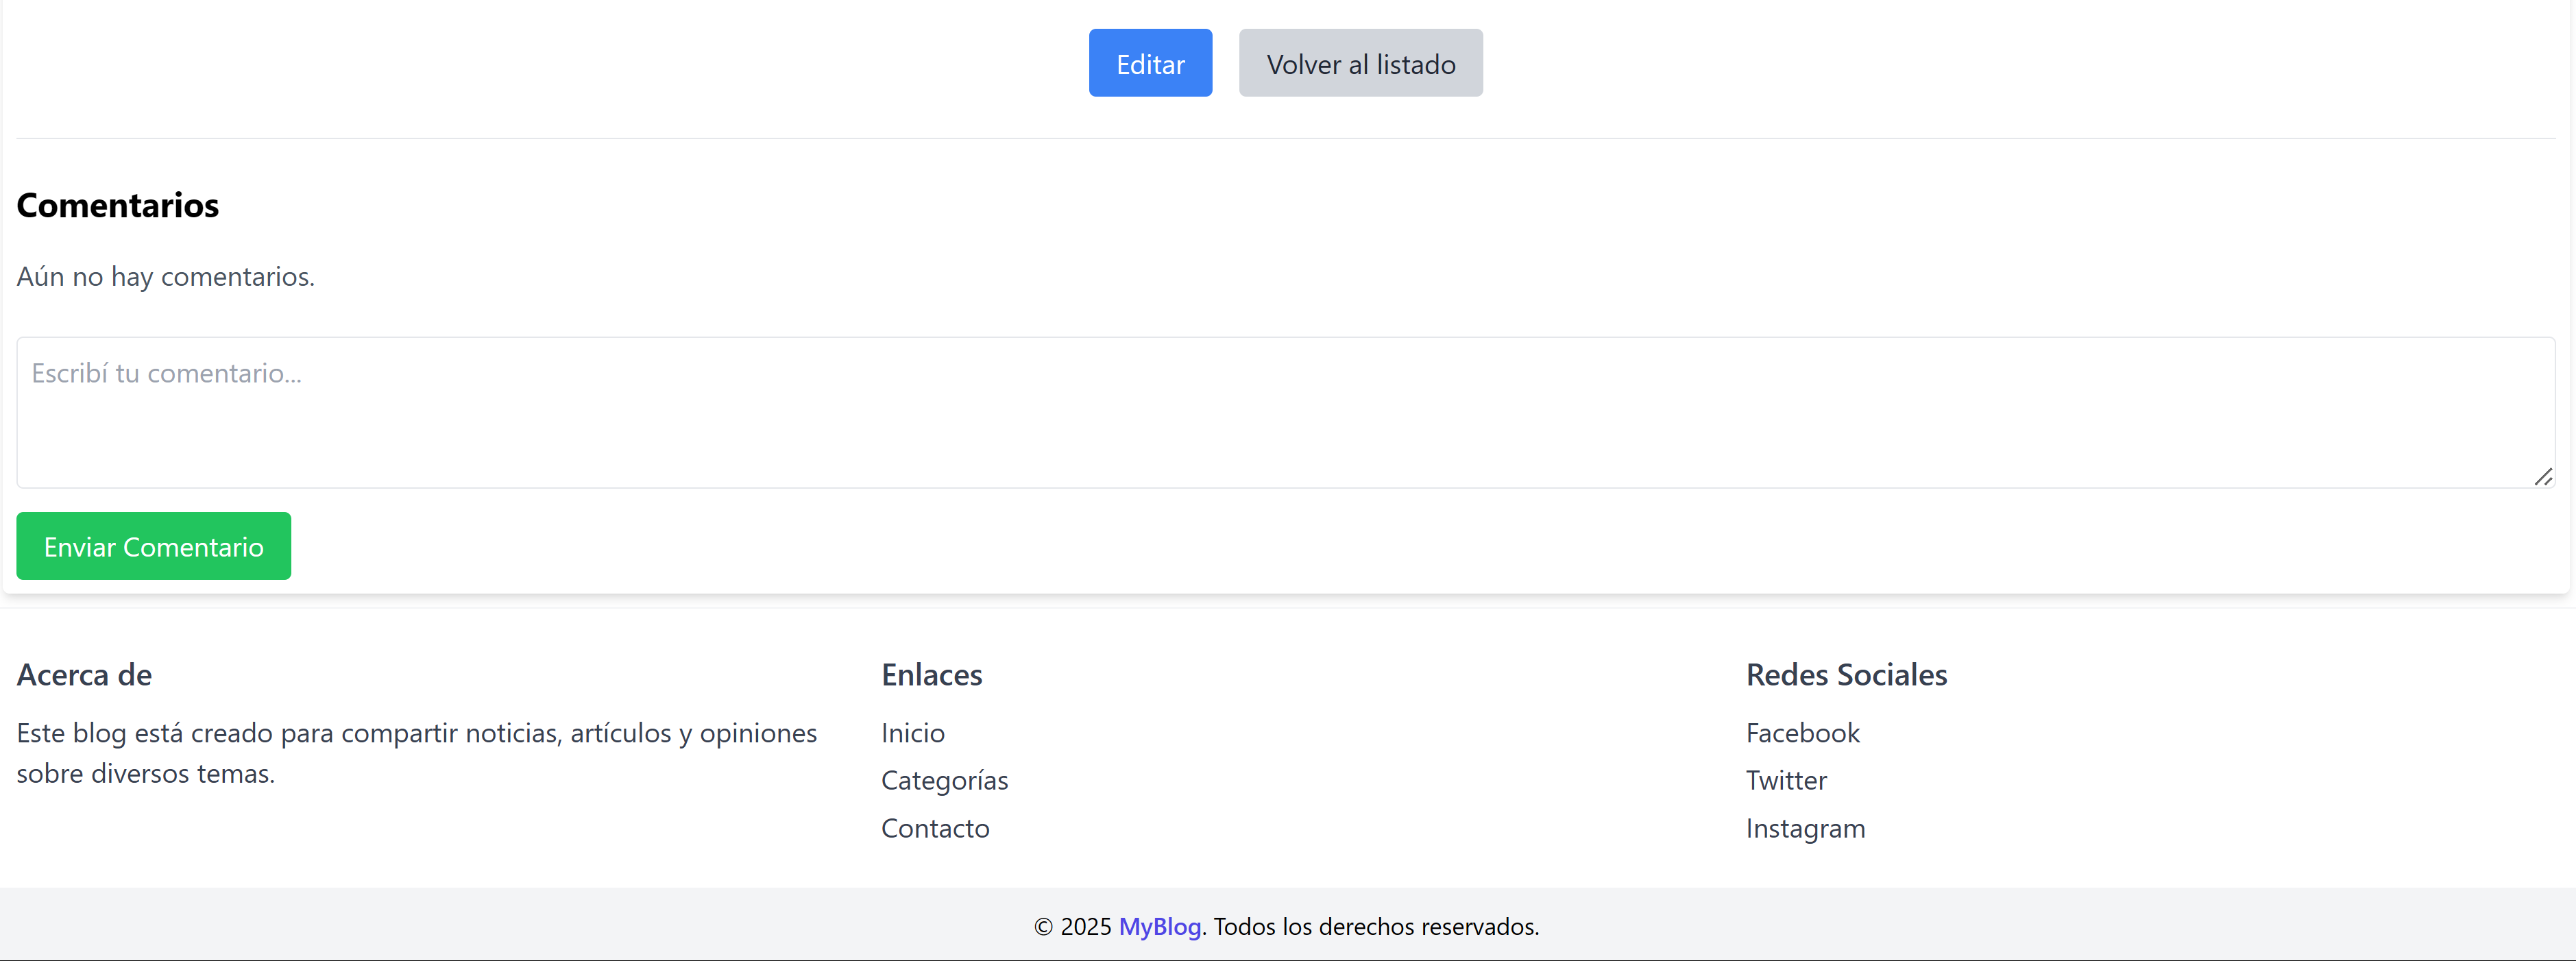 Editar Volver al listado
Comentarios
Aún no hay comentarios.
Escribí tu comentario...
Enviar Comentario
Acerca de
Este blog está creado para compartir noticias, artículos y opiniones
sobre diversos temas.
Enlaces
Inicio
Categorías
Contacto
Redes Sociales
Facebook
Twitter
Instagram
© 2025 MyBlog. Todos los derechos reservados.